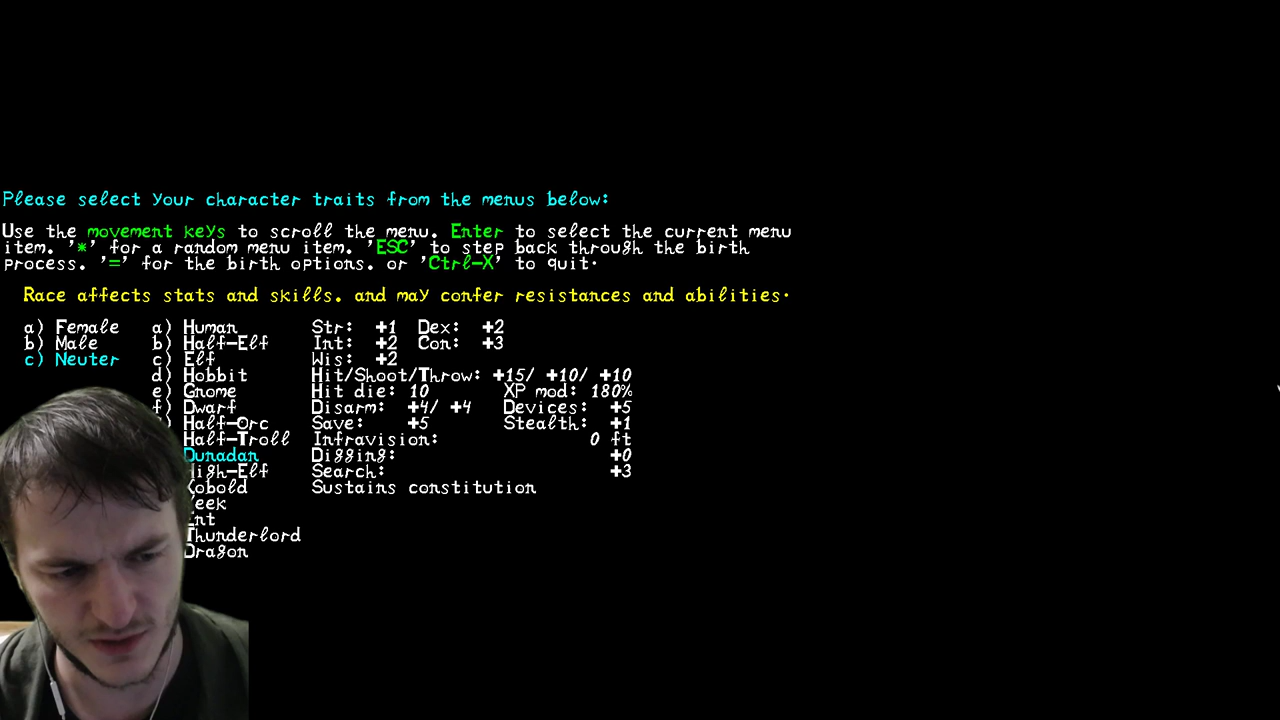 Please select your character traits from the menus below:
Use the movement keys to scroll the menu. Enter to select the current menu
item. '*' for a random menu item. 'ESC' to step back through the birth
process. '=' for the birth options. or 'Ctrl-X' to quit.
Race affects stats and skills. and may confer resistances and abilities.
a) Female a) Human Str: +1 Dex: +2
b) Male b) Half-Elf Int: +2 Con: +3
c) Neuter c) Elf Wis: +2
d) Hobbit Hit/Shoot/Throw: +15/ +10/ +10
e) Gnome Hit die: 10 XP mod: 180%
f) Dwarf Disarm: +4/ +4 Devices: +5
Half-Orc Save: +5 Stealth: +1
Half-Troll Infravision: 0 ft
Dunadan Digging: +0
High-Elf Search: +3
Kobold Sustains constitution
Thunderlord
Dragon